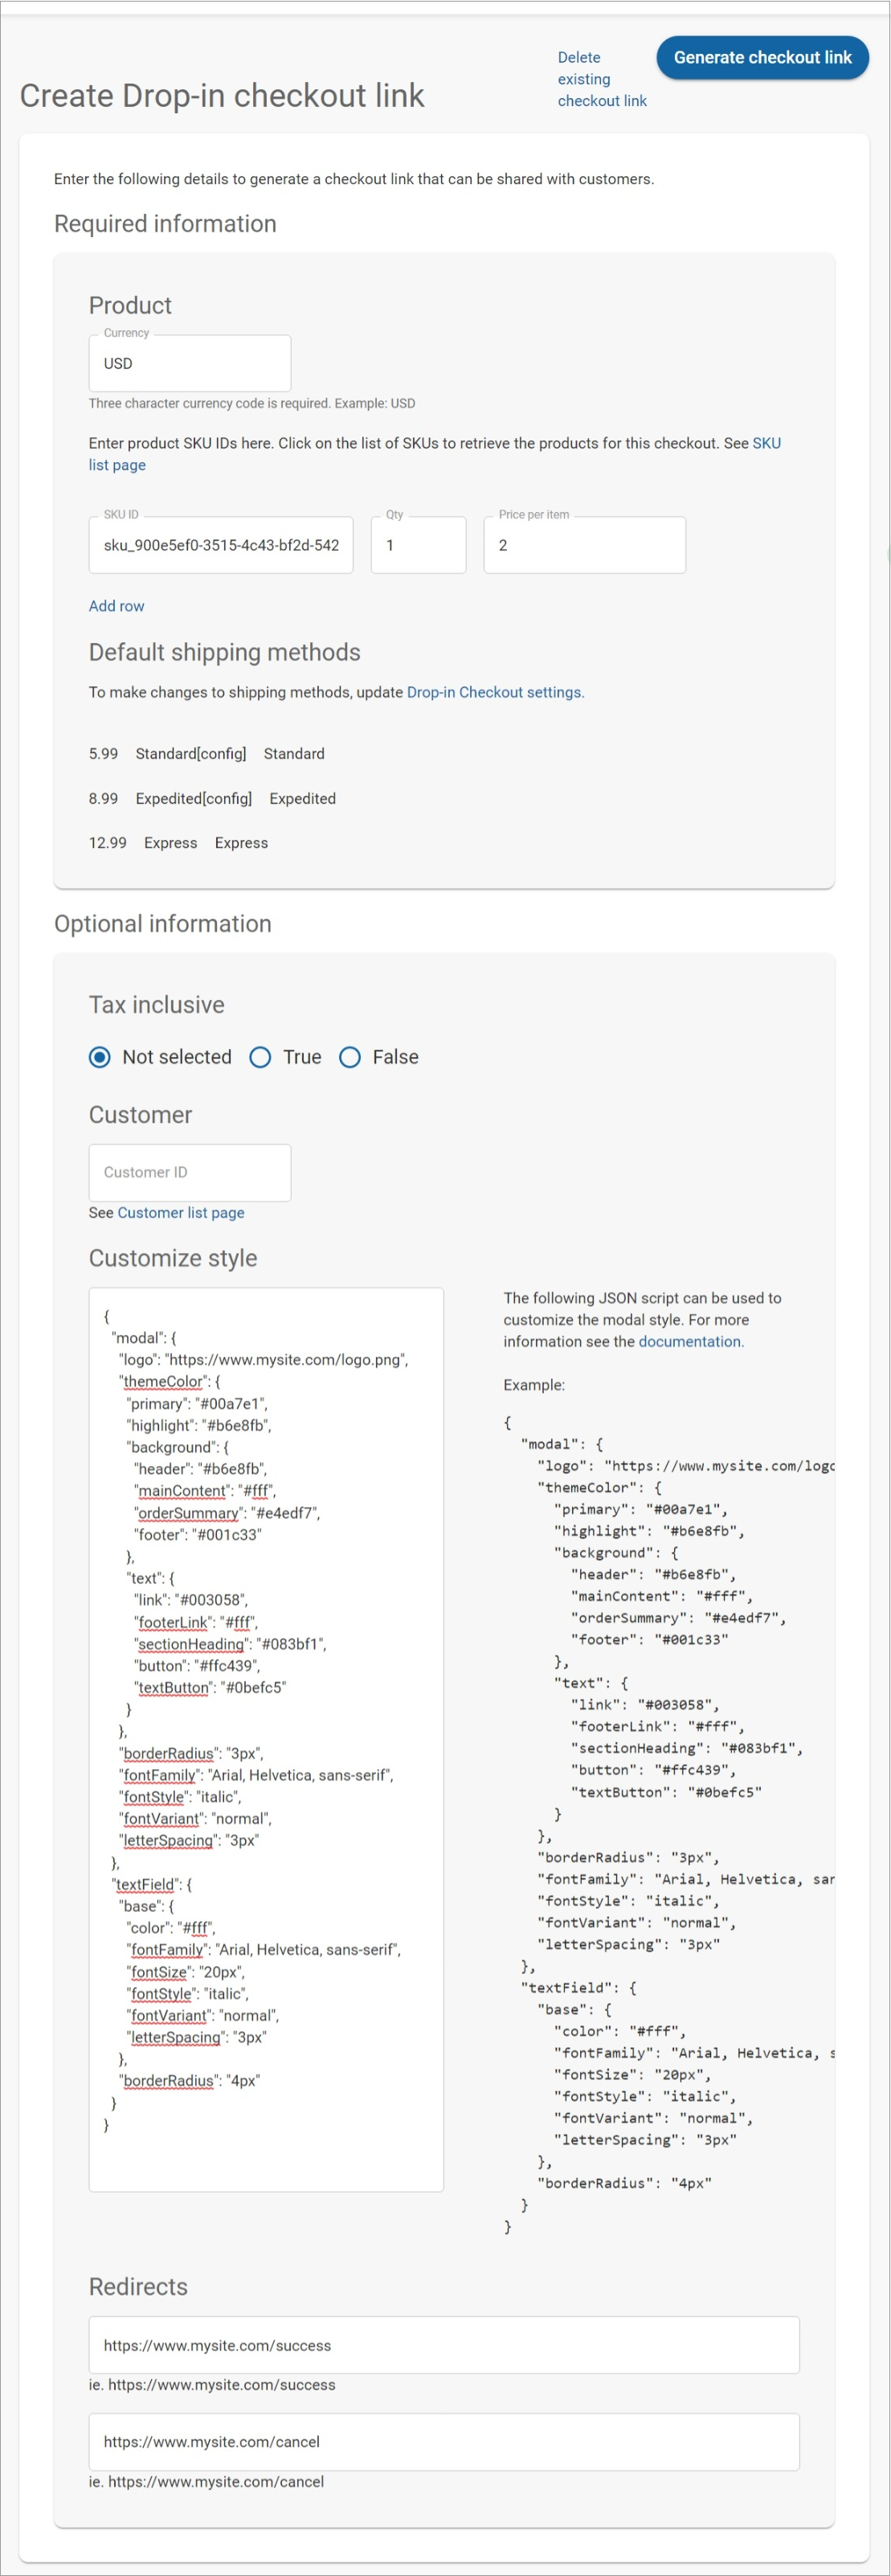 Delete
existing
checkout link
Generate checkout link
Create Drop-in checkout link
Enter the following details to generate a checkout link that can be shared with customers.
Required information
Product
Currency
USD
Three character currency code is required. Example: USD
Enter product SKU IDs here. Click on the list of SKUs to retrieve the products for this checkout. See SKU
list page
SKU ID
sku_900e5ef0-3515-4c43-bf2d-542
Qty
1
Price per item
2
Add row
Default shipping methods
To make changes to shipping methods, update Drop-in Checkout settings.
5.99 Standard[config] Standard
8.99 Expedited[config] Expedited
12.99 Express Express
Optional information
Tax inclusive
Not selected
True
False
Customer
Customer ID
See Customer list page
Customize style
{
"modal": {
"logo": "https://www.mysite.com/logo.png",
"themeColor": {
"primary": "#00a7e1",
"highlight": "#b6e8fb",
"background": {
"header": "#b6e8fb",
"mainContent": "#fff",
"orderSummary": "#e4edf7",
"footer": "#001c33"
},
"text": {
"link": "#003058",
"footerLink": "#fff",
"sectionHeading": "#083bf1",
"button": "#ffc439",
"textButton": "#0befc5"
}
},
"borderRadius": "3px",
"fontFamily": "Arial, Helvetica, sans-serif",
"fontStyle": "italic",
"fontVariant": "normal",
"letterSpacing": "3px"
},
"textField": {
"base": {
"color": "#fff",
"fontFamily": "Arial, Helvetica, sans-serif",
"fontSize": "20px",
"fontStyle": "italic",
"fontVariant": "normal",
"letterSpacing": "3px"
},
"borderRadius": "4px"
}
}
The following JSON script can be used to
customize the modal style. For more
information see the documentation.
Example:
{
"modal": {
"logo": "https://www.mysite.com/logo
"themeColor": {
"primary": "#00a7e1",
"highlight": "#b6e8fb",
"background": {
"header": "#b6e8fb",
"mainContent": "#fff",
"orderSummary": "#e4edf7",
"footer": "#001c33"
},
"text": {
"link": "#003058",
"footerLink": "#fff",
"sectionHeading": "#083bf1",
"button": "#ffc439",
"textButton": "#0befc5"
}
},
"borderRadius": "3px",
"fontFamily": "Arial, Helvetica, sar
"fontStyle": "italic",
"fontVariant": "normal",
"letterSpacing": "3px"
},
"textField": {
"base": {
"color": "#fff",
"fontFamily": "Arial, Helvetica, s
"fontSize": "20px",
"fontStyle": "italic",
"fontVariant": "normal",
"letterSpacing": "3px"
},
"borderRadius": "4px"
}
}
Redirects
https://www.mysite.com/success
ie. https://www.mysite.com/success
https://www.mysite.com/cancel
ie. https://www.mysite.com/cancel